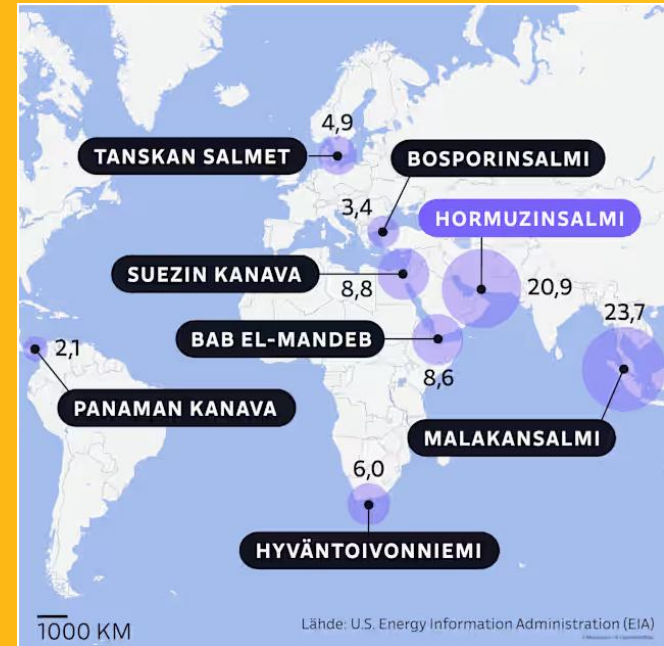 4,9
TANSKAN SALMET
BOSPORINSALMI
3,4
HORMUZINSALMI
SUEZIN KANAVA
8,8
20,9
23,7
BAB EL-MANDEB
2,1
8,6
PANAMAN KANAVA
MALAKANSALMI
6,0
HYVÄNTOIVONNIEMI
1000 KM
Lähde: U.S. Energy Information Administration (EIA)